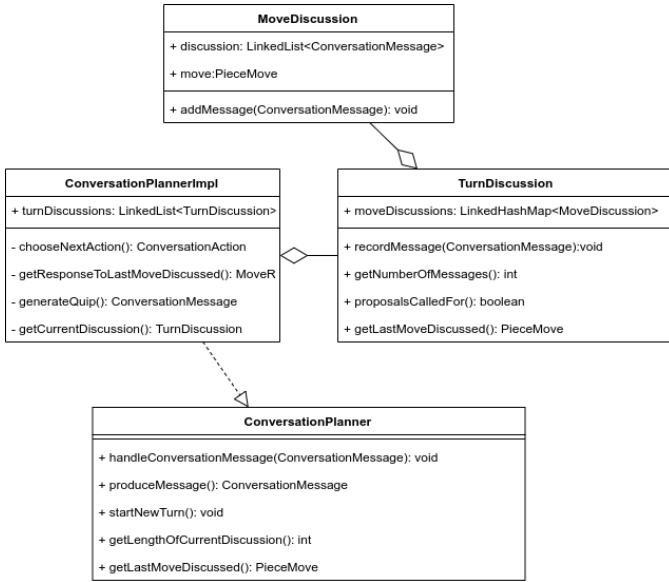 MoveDiscussion
+ discussion: LinkedList<ConversationMessage>
+ move:PieceMove
+ addMessage(ConversationMessage): void
ConversationPlannerImpl
+ turnDiscussions: LinkedList<TurnDiscussion>
- chooseNextAction(): ConversationAction
- getResponseToLastMoveDiscussed(): MoveR
- generateQuip(): ConversationMessage
- getCurrentDiscussion(): TurnDiscussion
TurnDiscussion
+ moveDiscussions: LinkedHashMap<MoveDiscussion>
+ recordMessage(ConversationMessage):void
+ getNumberOfMessages(): int
+ proposalsCalledFor(): boolean
+ getLastMoveDiscussed(): PieceMove
ConversationPlanner
+ handleConversationMessage(ConversationMessage): void
+ produceMessage(): ConversationMessage
+ startNewTurn(): void
+ getLengthOfCurrentDiscussion(): int
+ getLastMoveDiscussed(): PieceMove